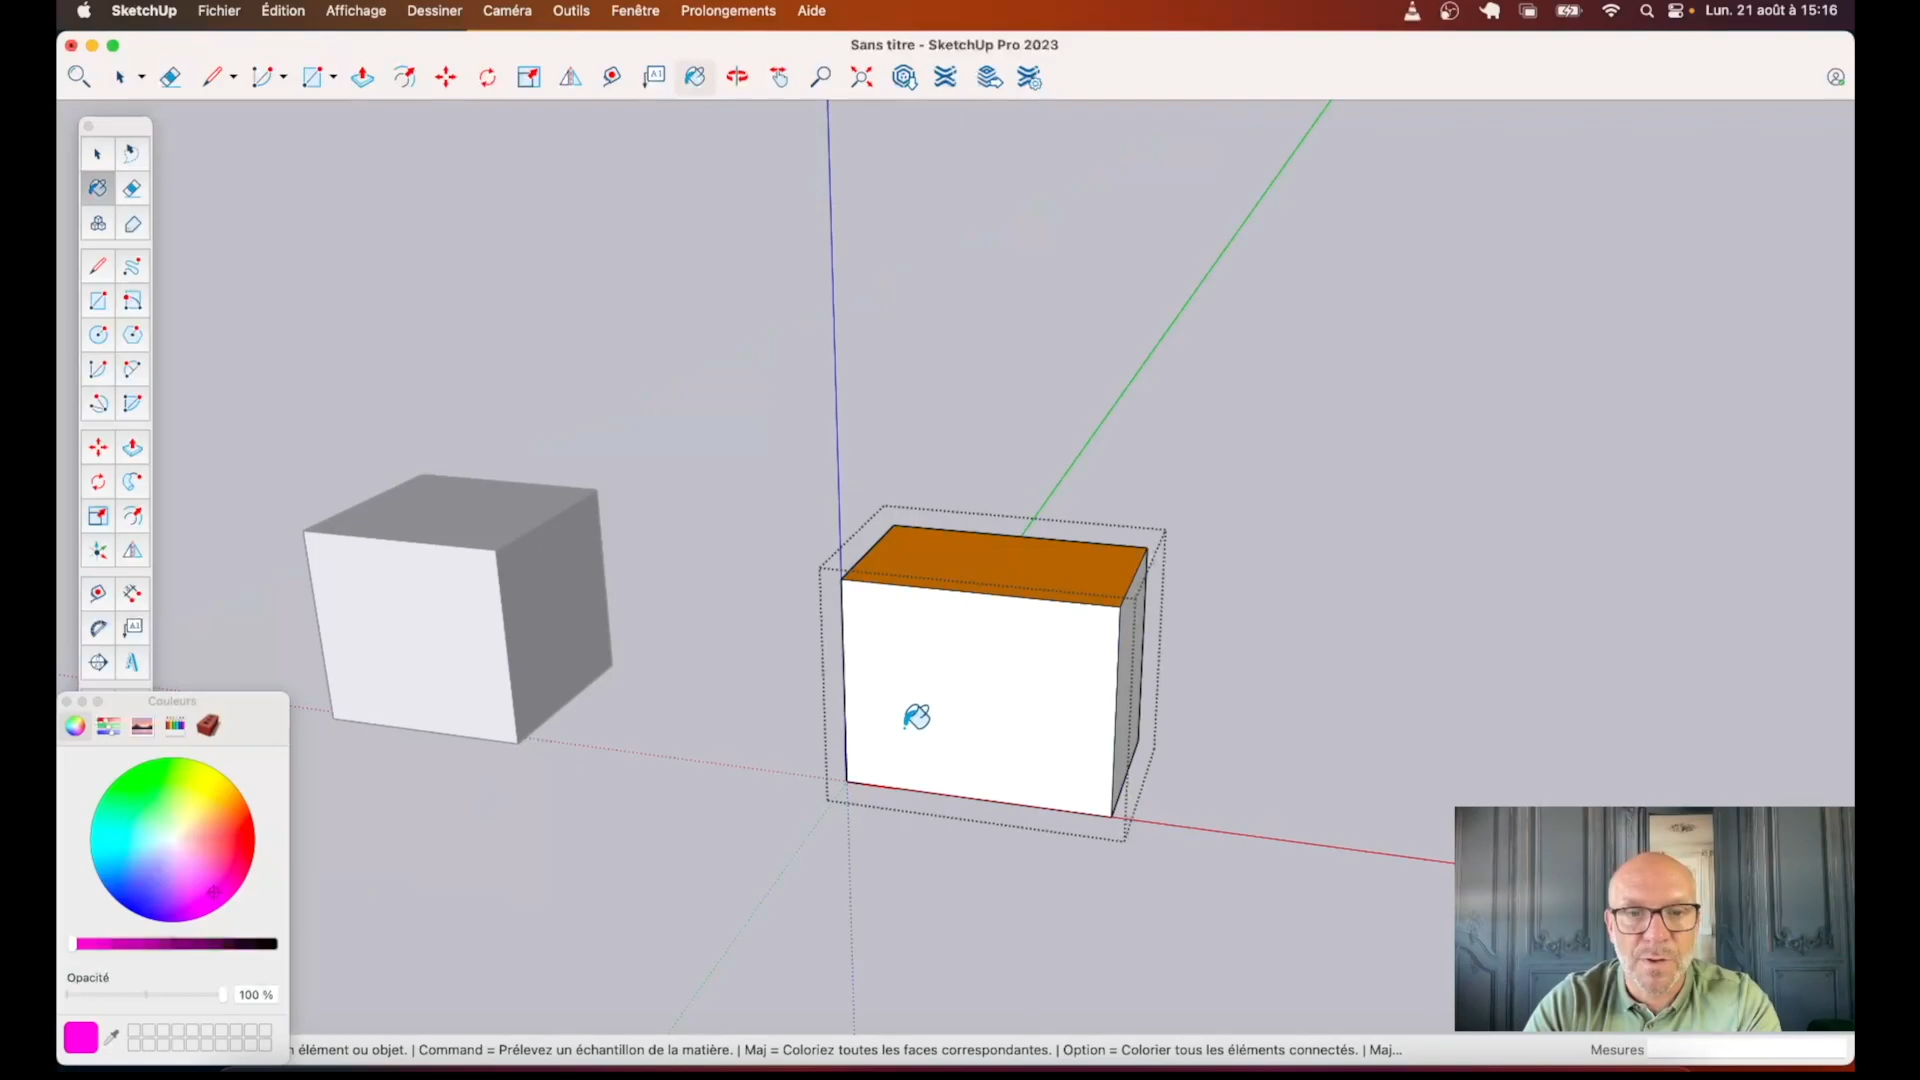 SketchUp Fichier Édition Affichage Dessiner Caméra Outils Fenêtre Prolongements Aide Lun. 21 août à 15:16
Sans titre - SketchUp Pro 2023
A1
A1
A
Couleurs
Opacité
100 %
n élément ou objet. | Command = Prélevez un échantillon de la matière. | Maj = Coloriez toutes les faces correspondantes. | Option = Colorier tous les éléments connectés. | Maj...
Mesures